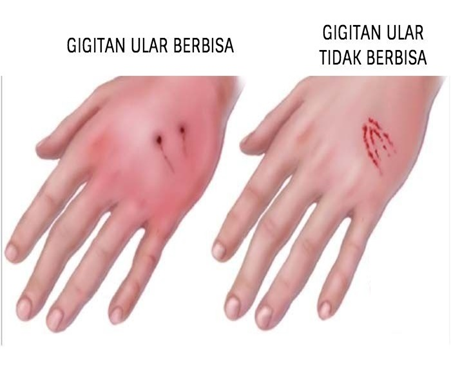 GIGITAN ULAR BERBISA
GIGITAN ULAR
TIDAK BERBISA